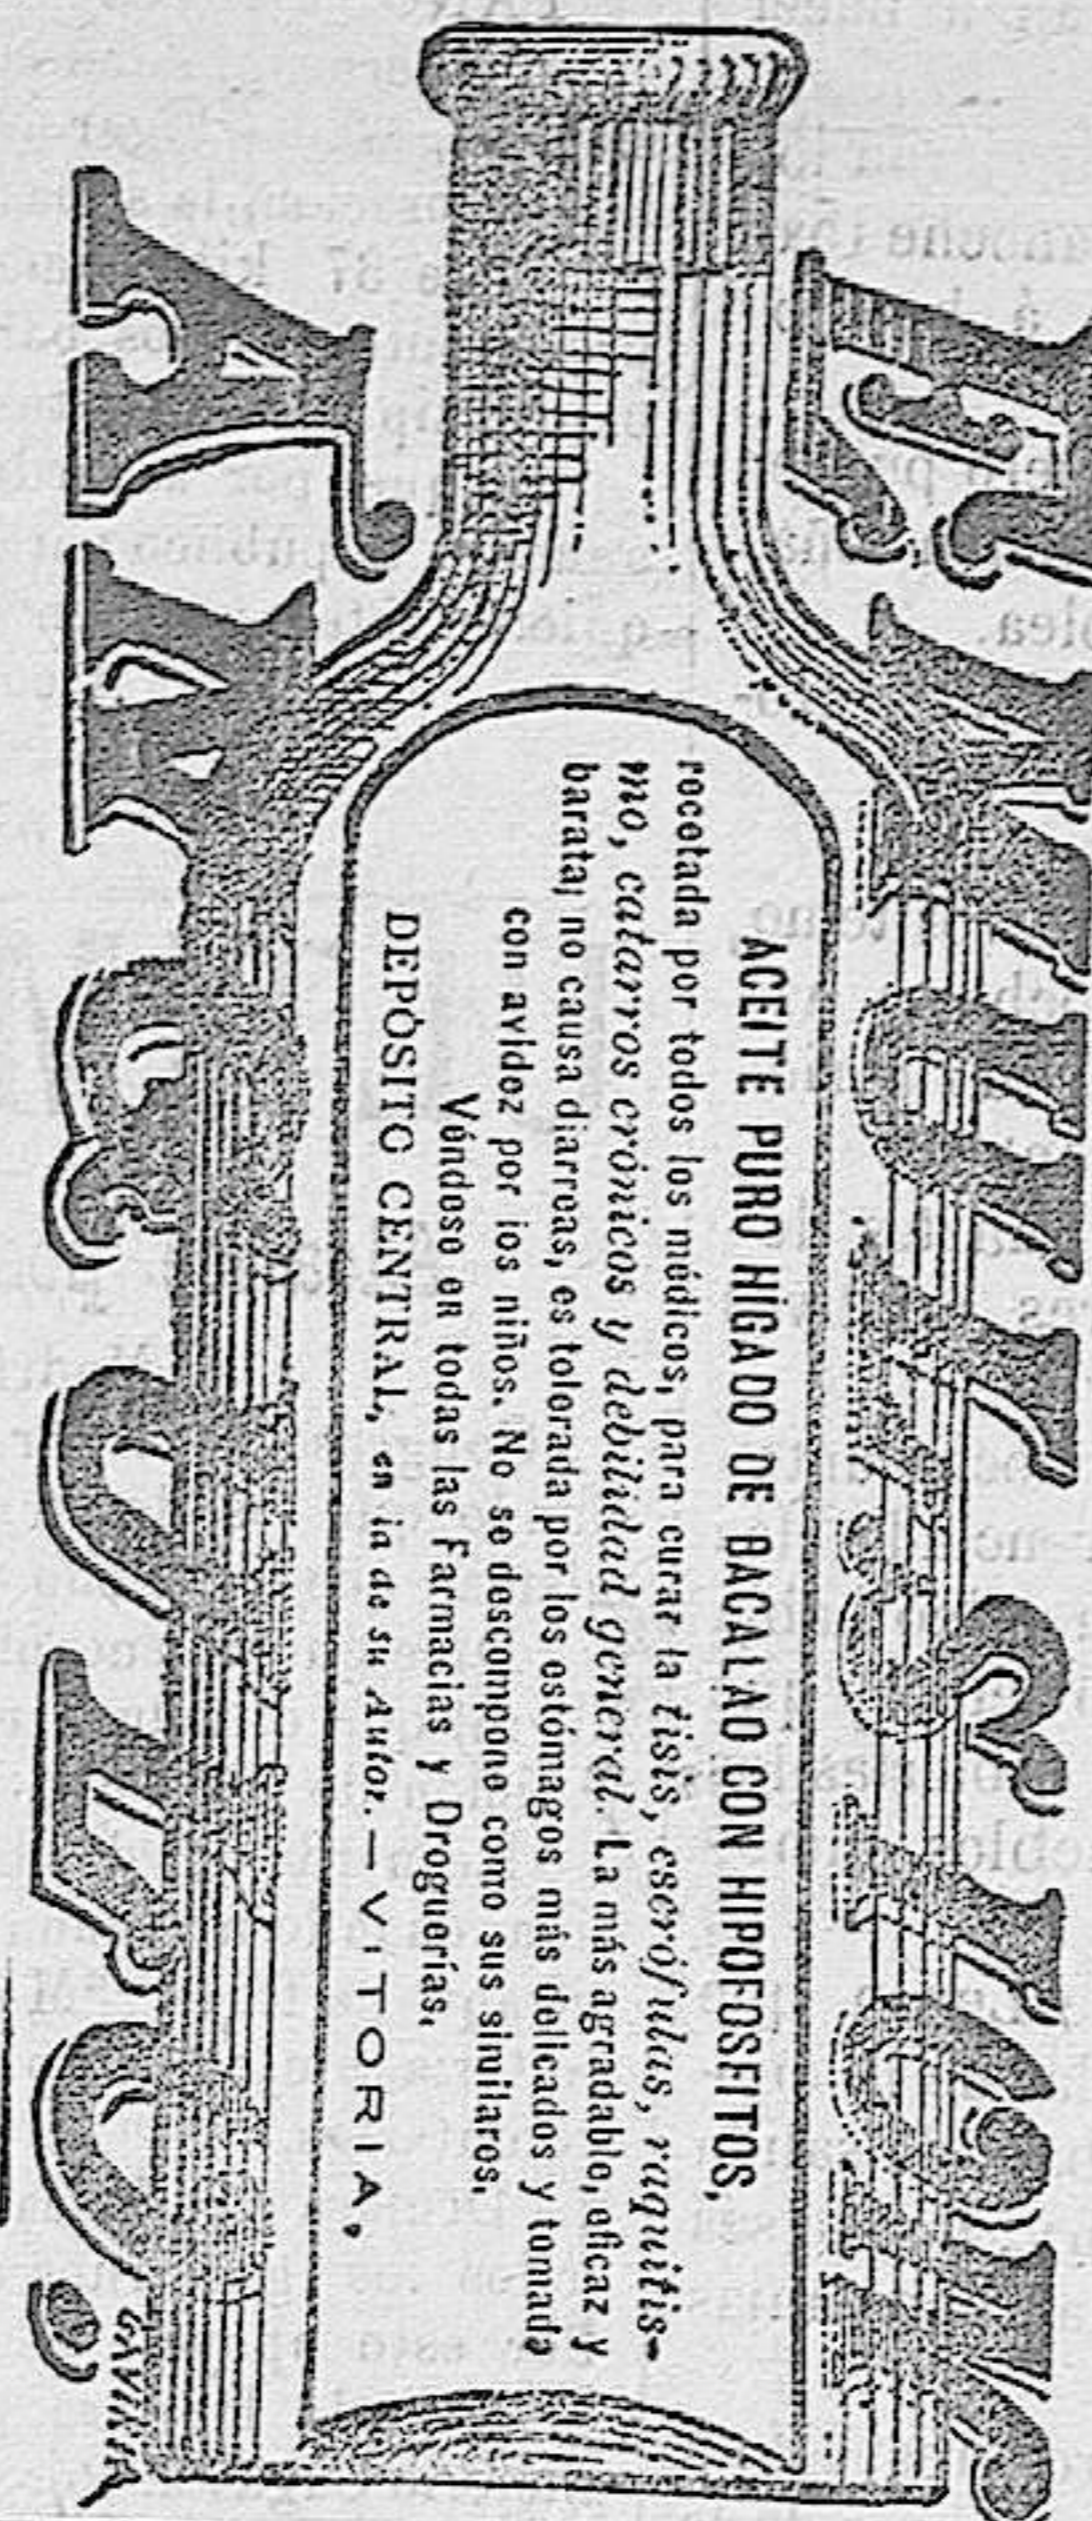 EMULSIÓN
ACEITE PURO HÍGADO DE BACALAO CON HIPOFOSFITOS,
recetada por todos los médicos, para curar la tisis, escrófulas, raquitis-
mo, catarros crónicos y debilidad general. La más agradable, eficaz y
barata; no causa diarreas, es tolerada por los estómagos más delicados y tomada
con avidez por los niños. No se descompone como sus similares.
Véndese en todas las Farmacias y Droguerías.
DEPÓSITO CENTRAL, en la de su Autor.—VITORIA.